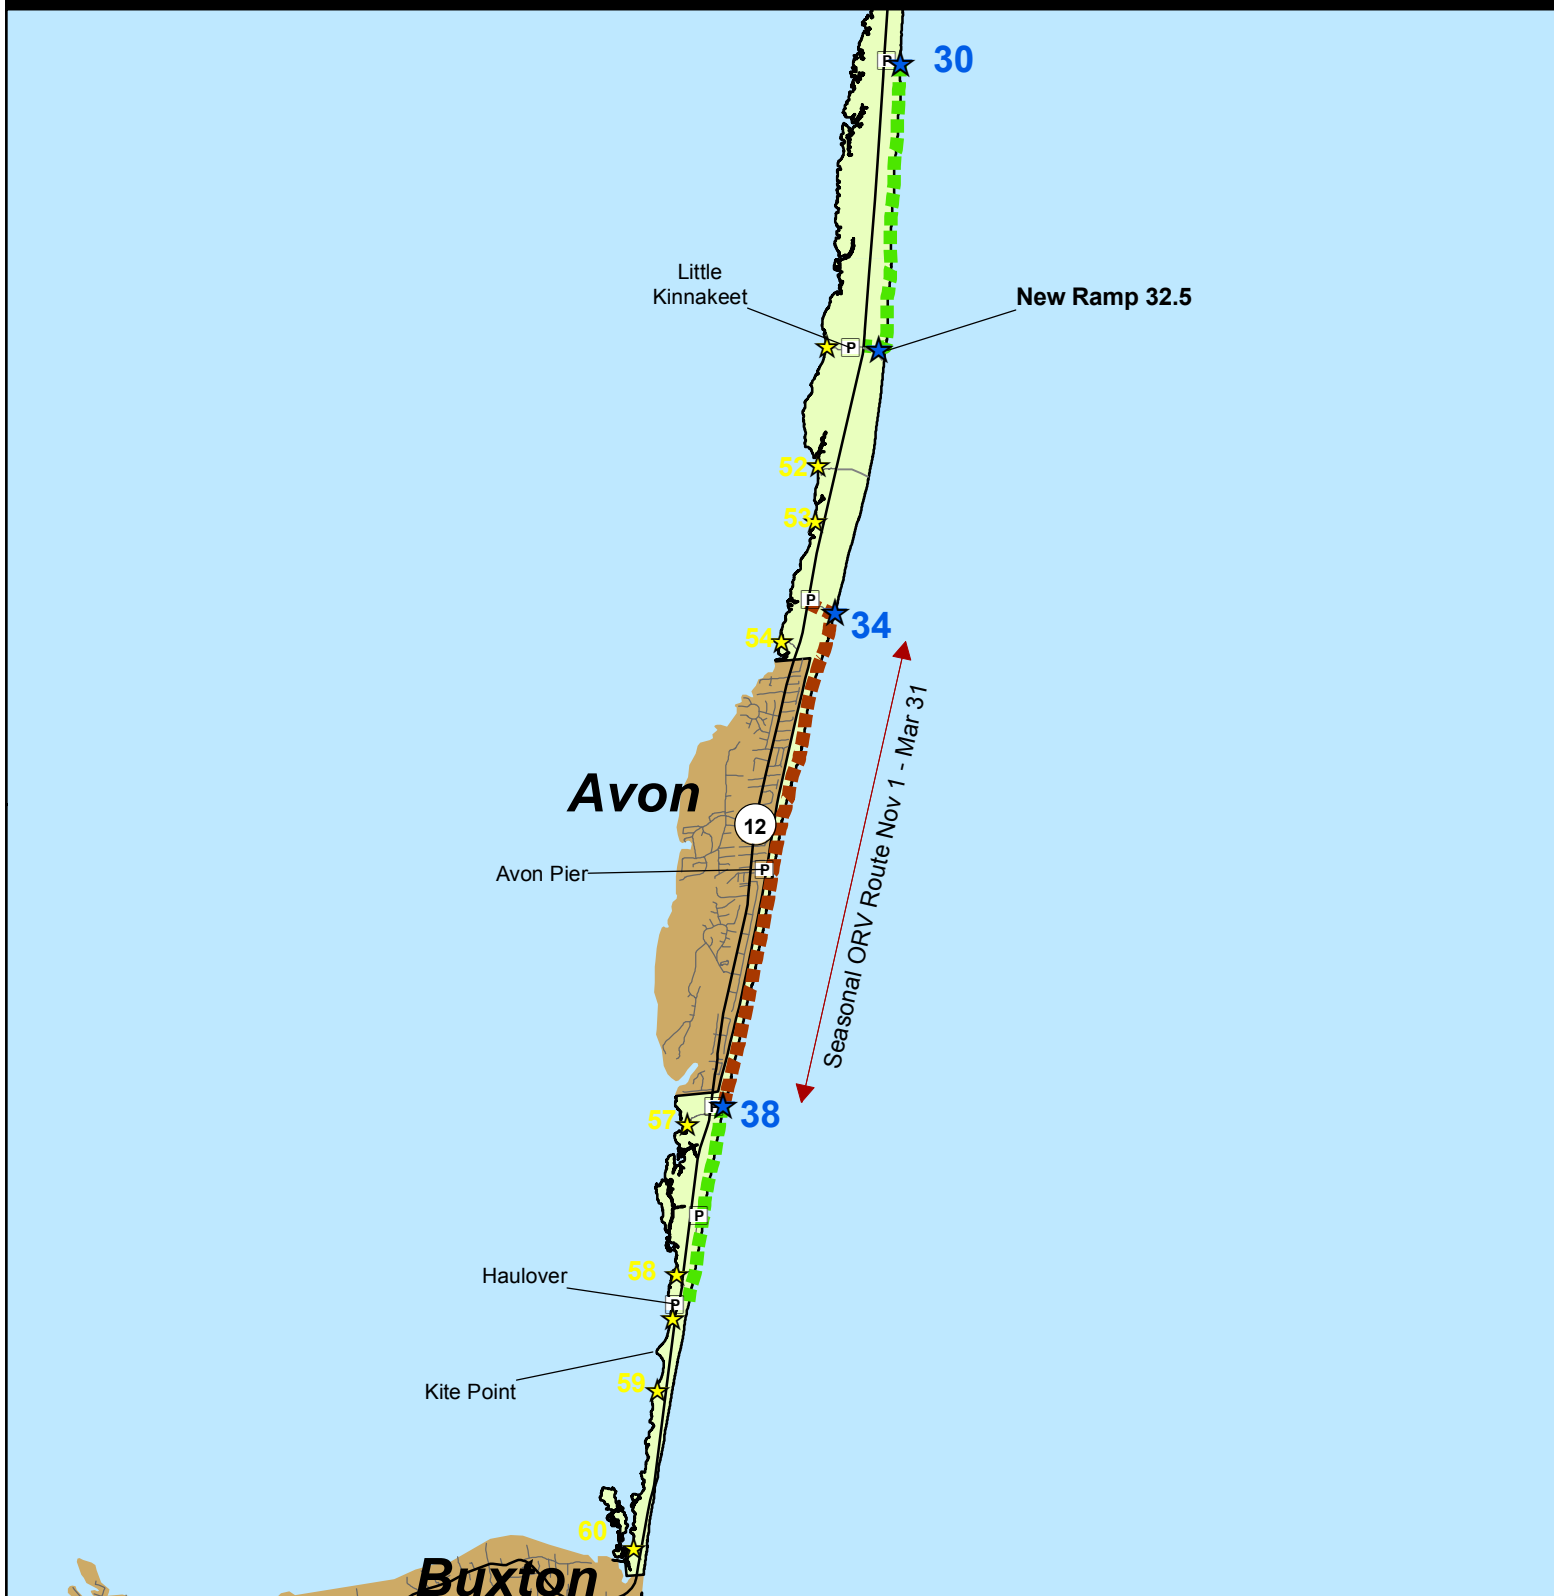 P
30
Little
Kinnakeet
New Ramp 32.5
P
52
53
P
34
54
Seasonal ORV Route Nov 1 - Mar 31
Avon
12
Avon Pier
P
P
38
57
P
58
Haulover
P
Kite Point
59
60
Buxton